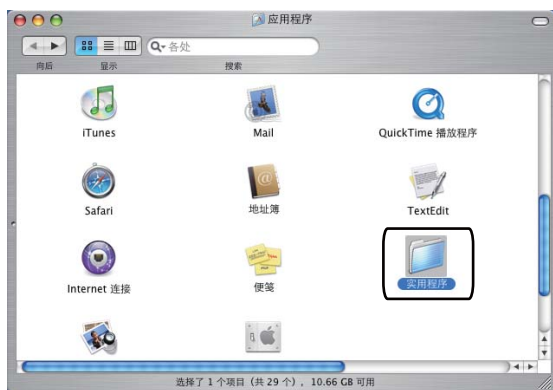 应用程序
各处
向后 显示 搜索
iTunes Mail QuickTime 播放程序
Safari 地址簿 TextEdit
Internet 连接 便笺 实用程序
选择了 1 个项目（共 29 个），10.66 GB 可用